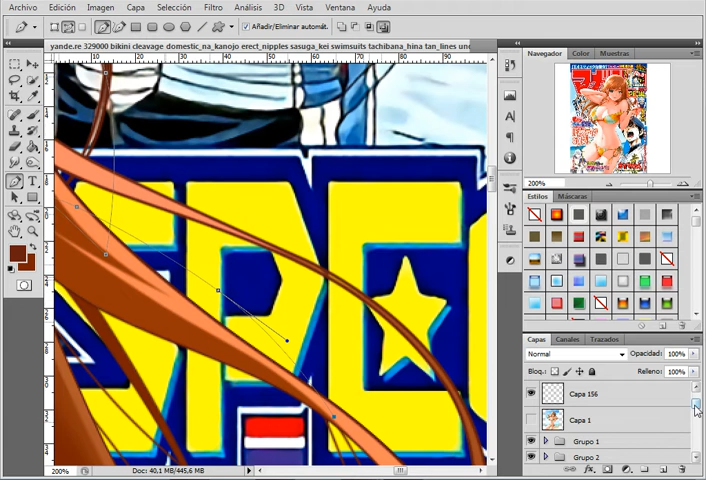 Archivo Edición Imagen Capa Selección Filtro Análisis Vista Ayuda
Añadir/Eliminar automát.
yande.re 329000 bikini cleavage domestic_na_kanojo erect_nipples sasuga_kei swimsuits tachibana_hina tan_lines und
Navegador Color Muestras
200%
Estilos Máscaras
Capas Canales Trazados
Normal Opacidad: 100%
Bloq.: Relleno: 100%
Capa 156
Capa 1
Grupo 1
Grupo 2
200% Doc: 40,1 MB/445,6 MB